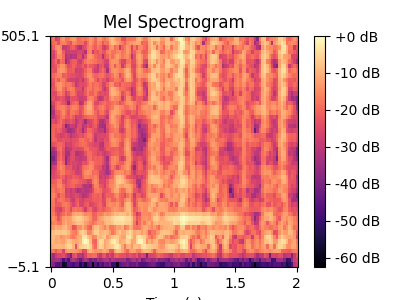 Mel Spectrogram
505.1
−5.1
0
0.5
1
1.5
2
+0 dB
-10 dB
-20 dB
-30 dB
-40 dB
-50 dB
-60 dB